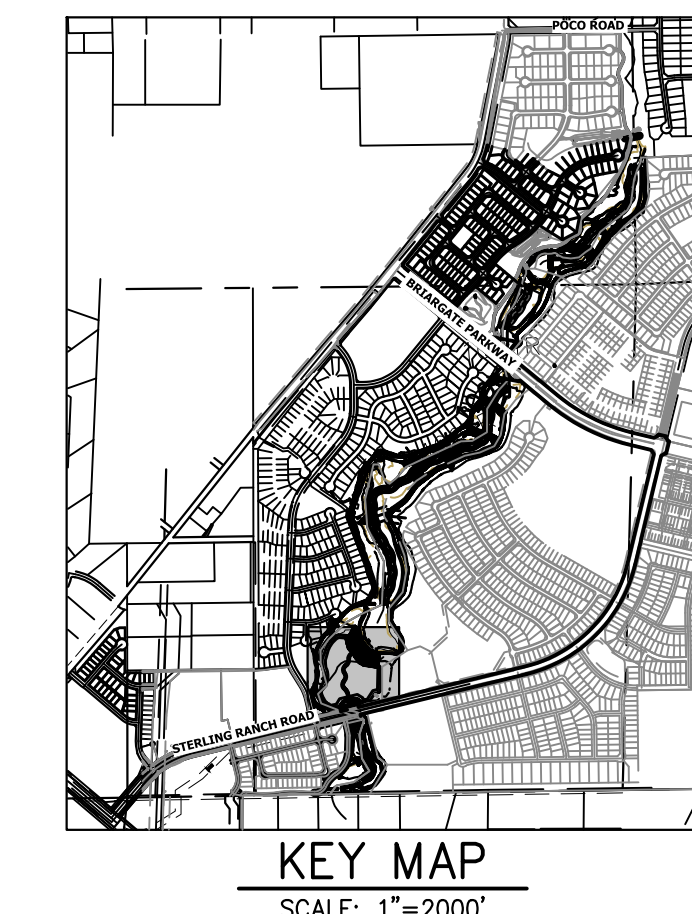 POCO ROAD
BRIARGATE PARKWAY
STERLING RANCH ROAD
KEY MAP
SCALE: 1"=2000'